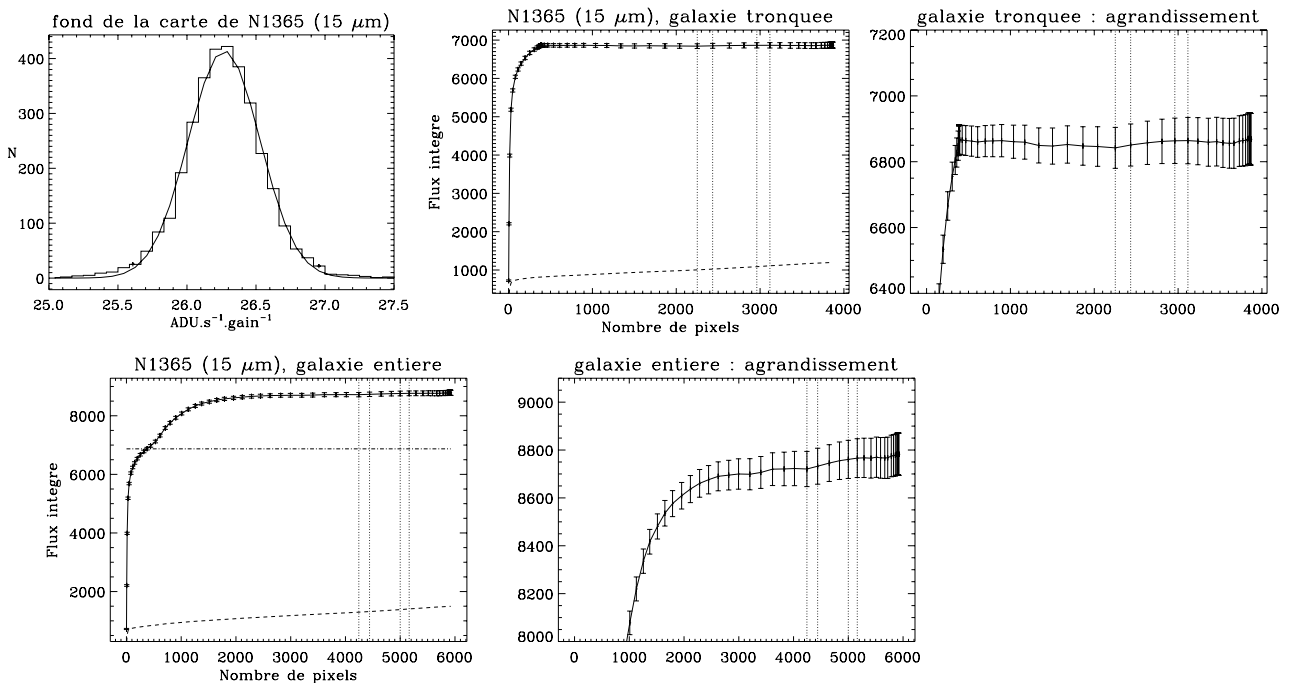 fond de la carte de N1365 (15 μm)
400
300
N
200
100
0
25.0 25.5 26.0 26.5 27.0 27.5
ADU.s⁻¹.gain⁻¹
N1365 (15 μm), galaxie tronquee
7000
6000
5000
4000
3000
2000
1000
Flux integre
0 1000 2000 3000 4000
Nombre de pixels
galaxie tronquee : agrandissement
7200
7000
6800
6600
6400
0 1000 2000 3000 4000
N1365 (15 μm), galaxie entiere
8000
6000
4000
2000
Flux integre
0 1000 2000 3000 4000 5000 6000
Nombre de pixels
galaxie entiere : agrandissement
9000
8800
8600
8400
8200
8000
0 1000 2000 3000 4000 5000 6000